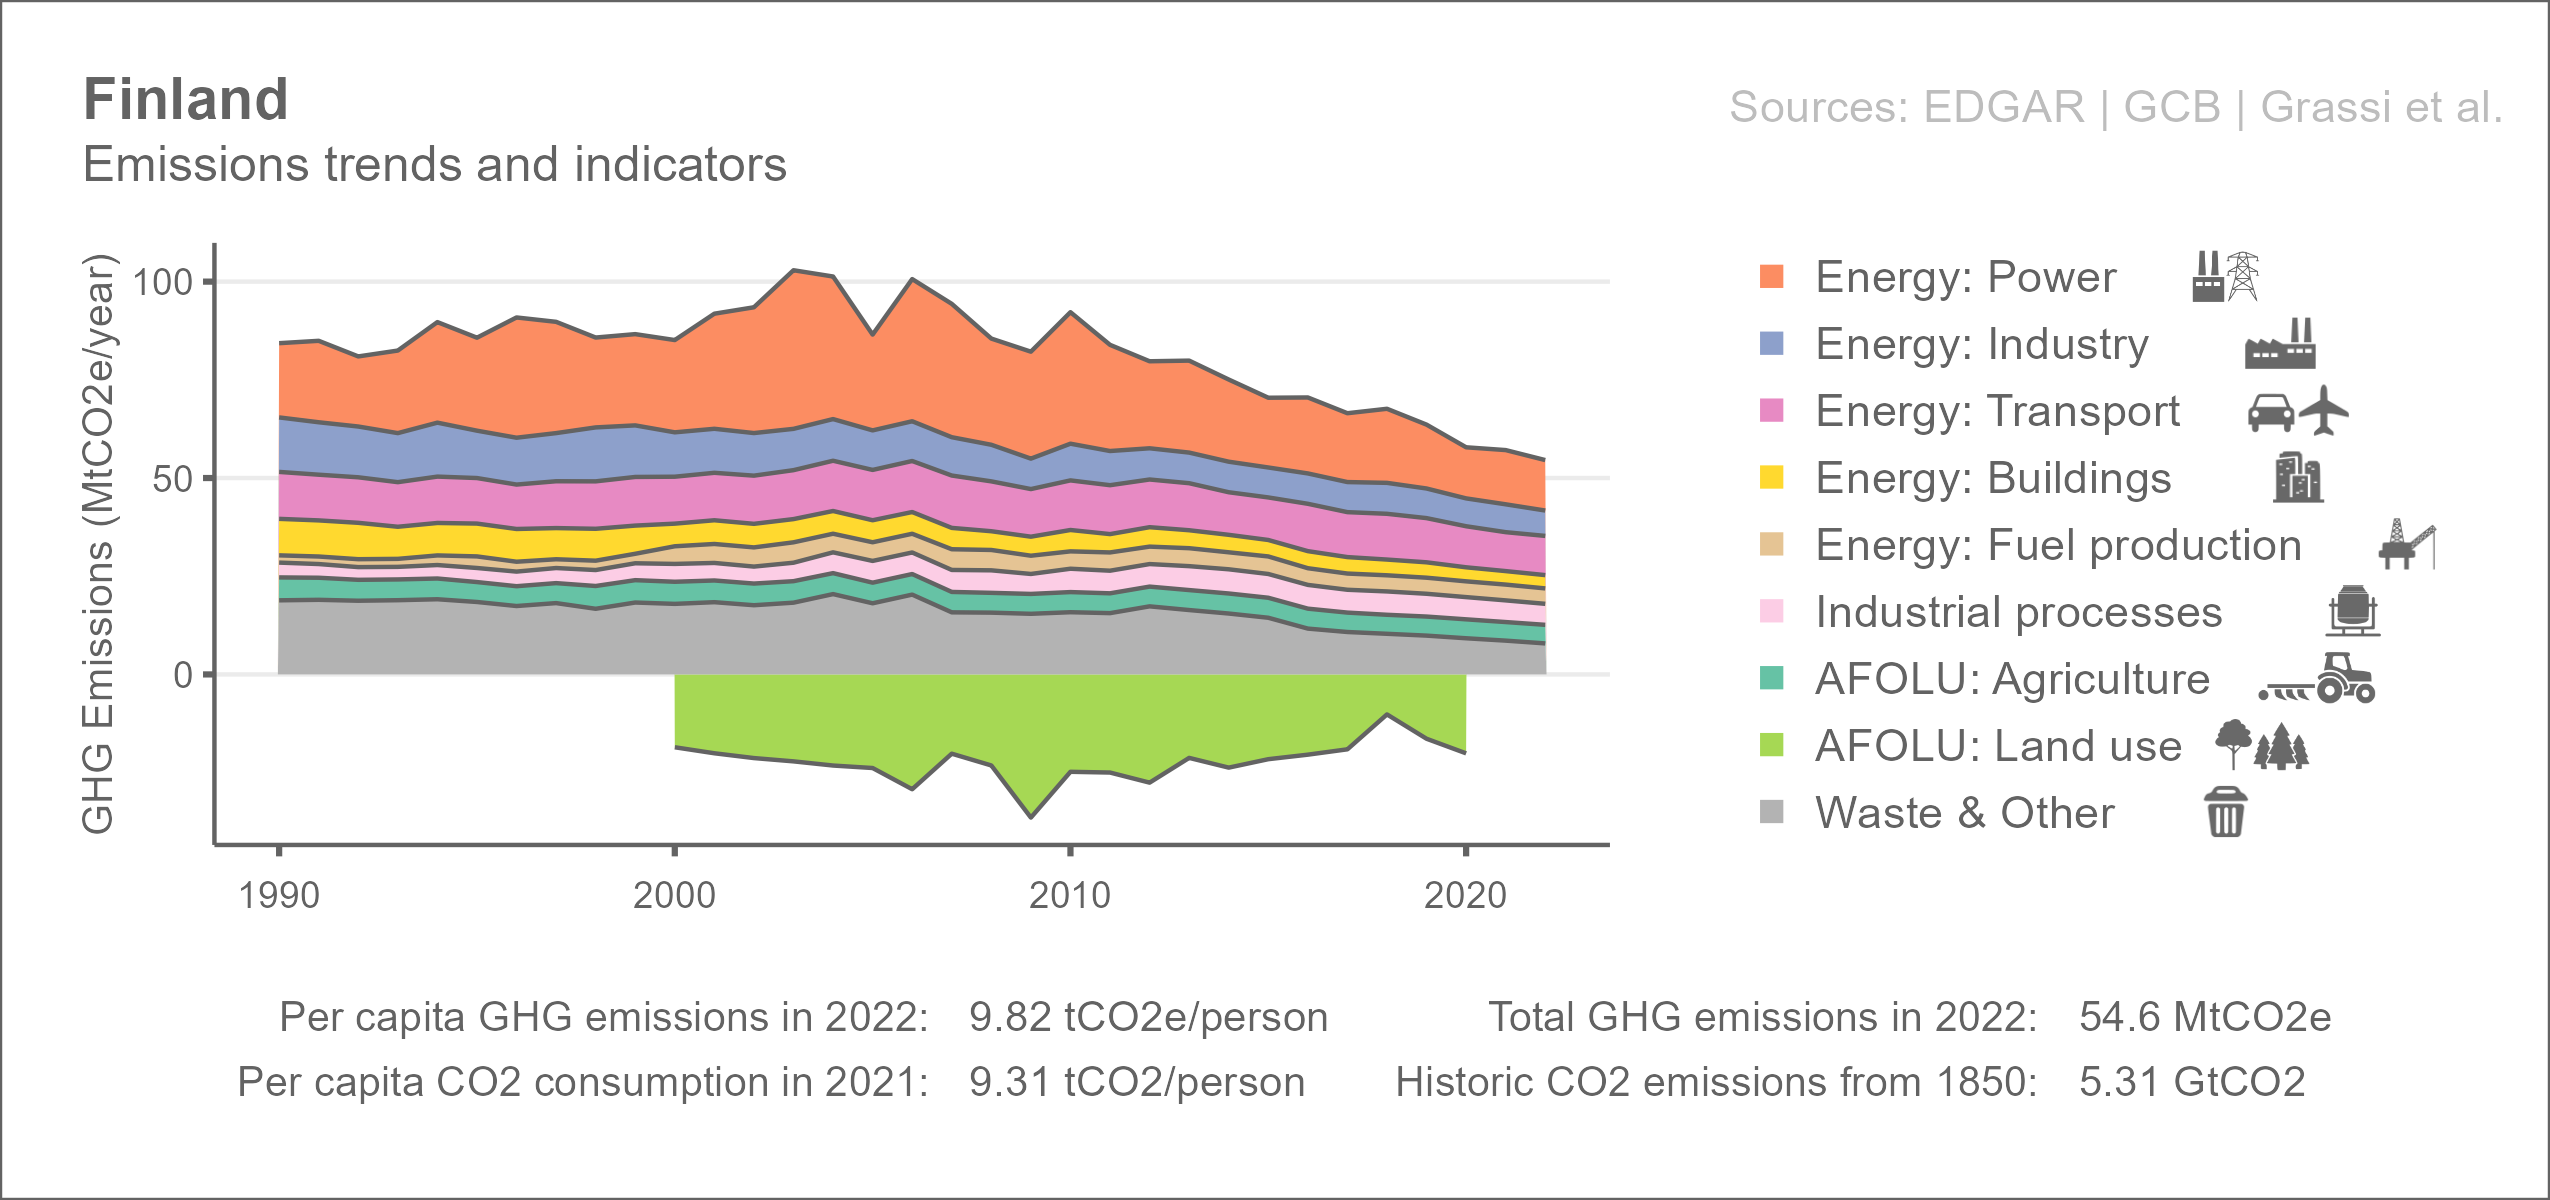 Finland
Sources: EDGAR | GCB | Grassi et al.
Emissions trends and indicators
GHG Emissions (MtCO2e/year)
100
50
0
1990
2000
2010
2020
Energy: Power
Energy: Industry
Energy: Transport
Energy: Buildings
Energy: Fuel production
Industrial processes
AFOLU: Agriculture
AFOLU: Land use
Waste & Other
Per capita GHG emissions in 2022: 9.82 tCO2e/person
Total GHG emissions in 2022: 54.6 MtCO2e
Per capita CO2 consumption in 2021: 9.31 tCO2/person
Historic CO2 emissions from 1850: 5.31 GtCO2